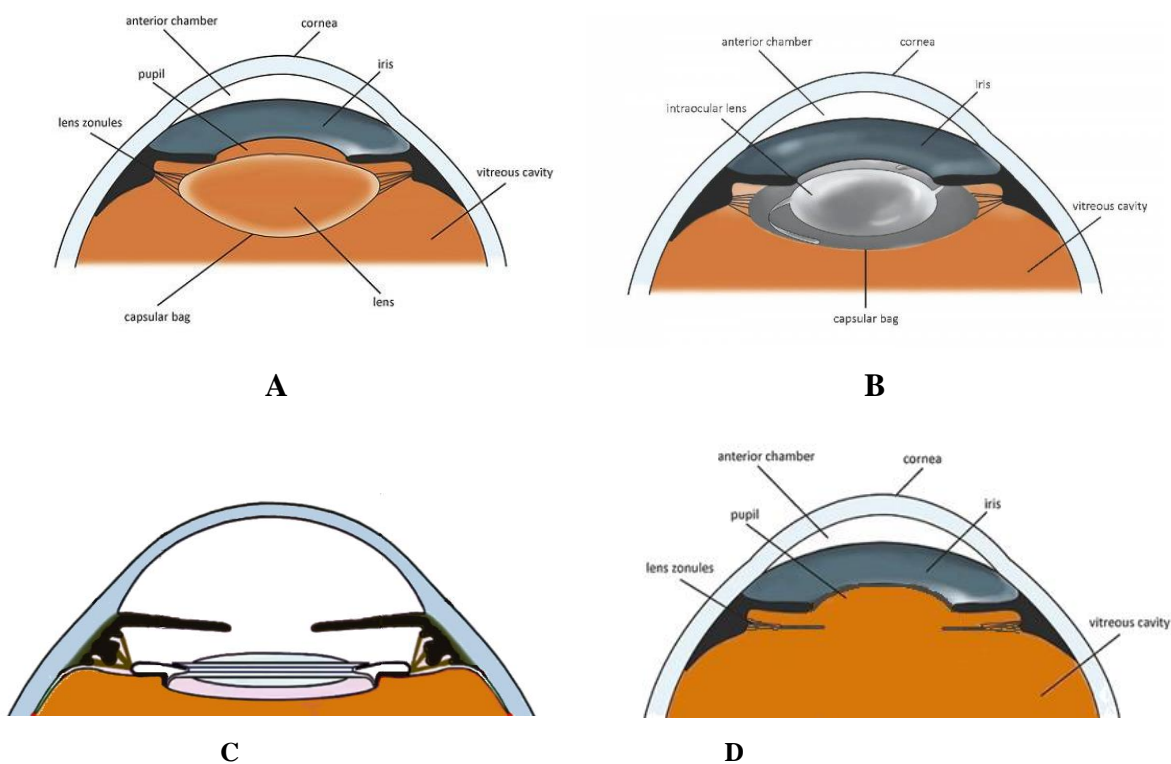 anterior chamber
cornea
pupil
iris
lens zonules
vitreous cavity
lens
capsular bag
A
anterior chamber
cornea
intraocular lens
iris
vitreous cavity
capsular bag
B
C
anterior chamber
cornea
pupil
iris
lens zonules
vitreous cavity
D